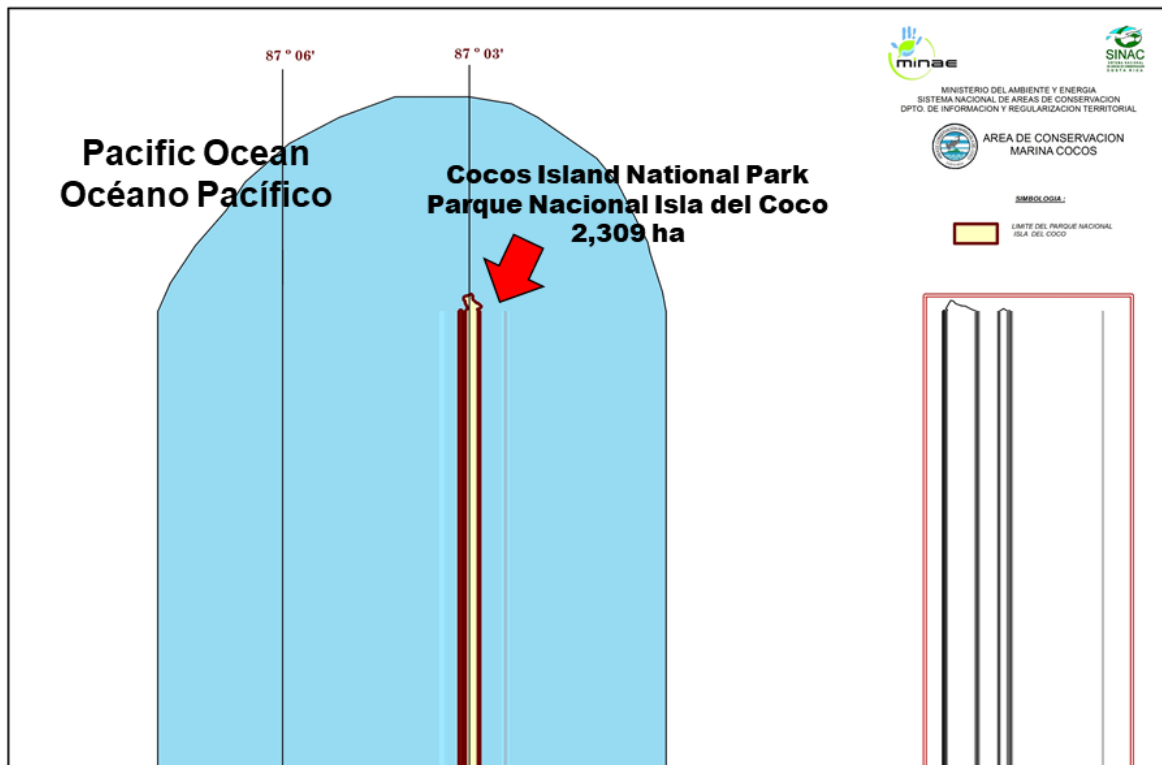 87 ° 06'
87 ° 03'
Pacific Ocean
Océano Pacífico
Cocos Island National Park
Parque Nacional Isla del Coco
2,309 ha
minae
SINAC
COSTA RICA
MINISTERIO DEL AMBIENTE Y ENERGIA
SISTEMA NACIONAL DE AREAS DE CONSERVACION
DPTO. DE INFORMACION Y REGULARIZACION TERRITORIAL
AREA DE CONSERVACION
MARINA COCOS
SIMBOLOGIA :
LIMITE DEL PARQUE NACIONAL
ISLA DEL COCO